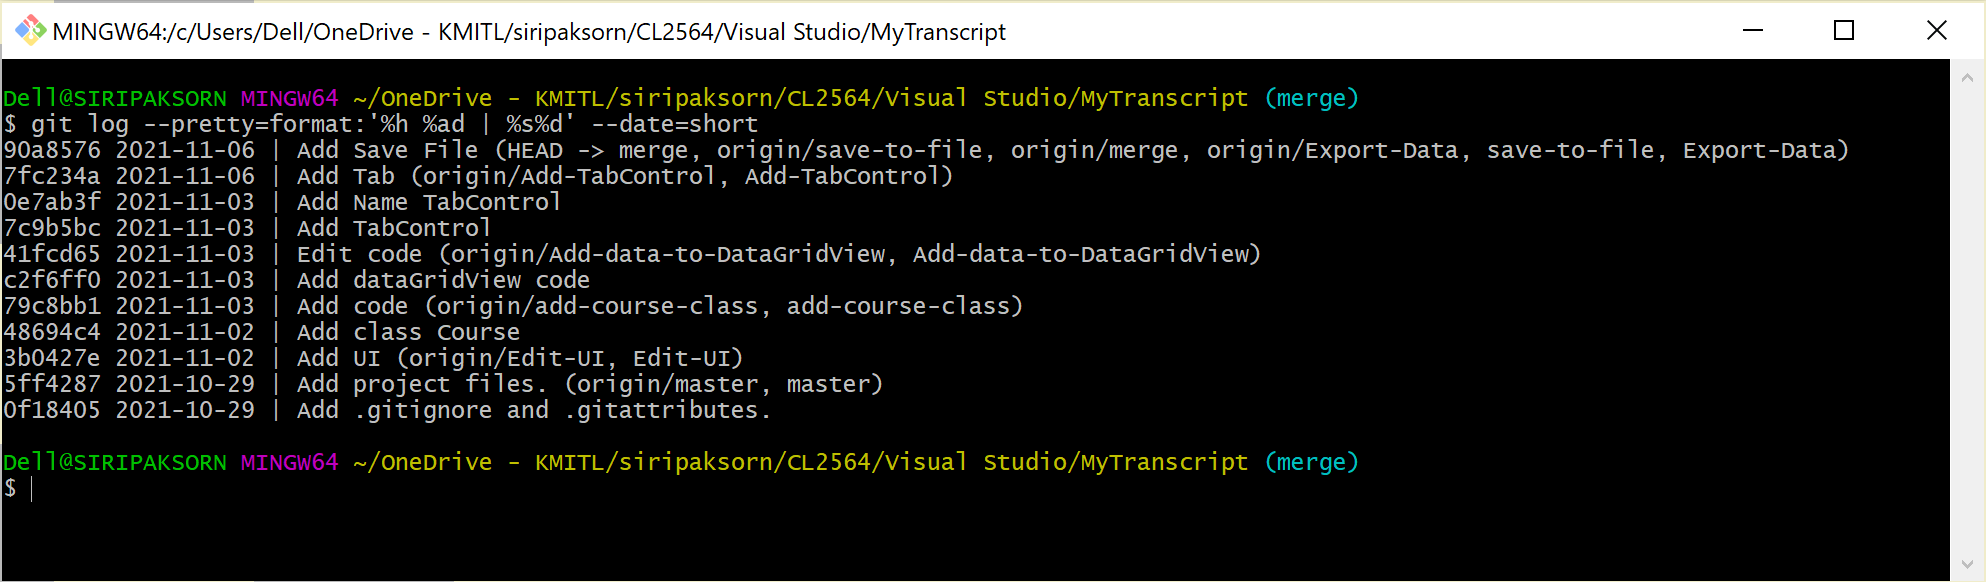 MINGW64:/c/Users/Dell/OneDrive - KMITL/siripaksorn/CL2564/Visual Studio/MyTranscript
Dell@SIRIPAKSORN MINGW64 ~/OneDrive - KMITL/siripaksorn/CL2564/Visual Studio/MyTranscript (merge)
$ git log --pretty=format:'%h %ad | %s%d' --date=short
90a8576 2021-11-06 | Add Save File (HEAD -> merge, origin/save-to-file, origin/merge, origin/Export-Data, save-to-file, Export-Data)
7fc234a 2021-11-06 | Add Tab (origin/Add-TabControl, Add-TabControl)
0e7ab3f 2021-11-03 | Add Name TabControl
7c9b5bc 2021-11-03 | Add TabControl
41fcd65 2021-11-03 | Edit code (origin/Add-data-to-DataGridView, Add-data-to-DataGridView)
c2f6ff0 2021-11-03 | Add dataGridView code
79c8bb1 2021-11-03 | Add code (origin/add-course-class, add-course-class)
48694c4 2021-11-02 | Add class Course
3b0427e 2021-11-02 | Add UI (origin/Edit-UI, Edit-UI)
5ff4287 2021-10-29 | Add project files. (origin/master, master)
0f18405 2021-10-29 | Add .gitignore and .gitattributes.
Dell@SIRIPAKSORN MINGW64 ~/OneDrive - KMITL/siripaksorn/CL2564/Visual Studio/MyTranscript (merge)
$